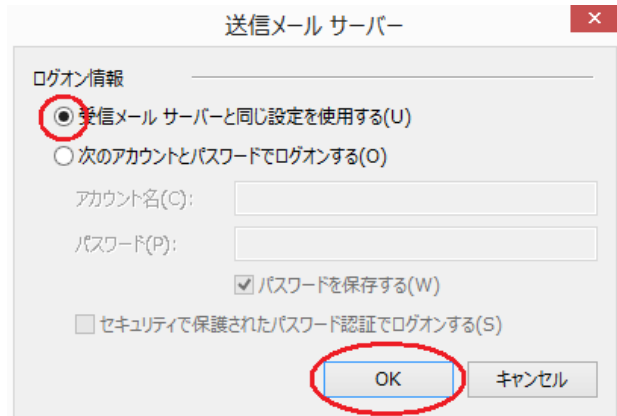 送信メール サーバー
ログオン情報
受信メール サーバーと同じ設定を使用する(U)
次のアカウントとパスワードでログオンする(O)
アカウント名(C):
パスワード(P):
パスワードを保存する(W)
セキュリティで保護されたパスワード認証でログオンする(S)
OK キャンセル